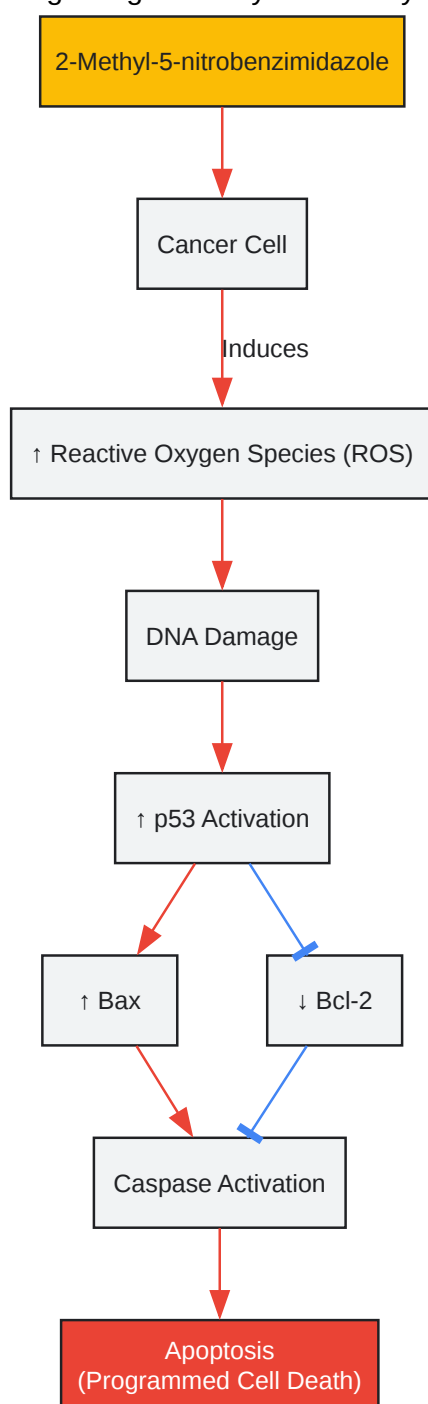 2-Methyl-5-nitrobenzimidazole
Cancer Cell
Induces
↑ Reactive Oxygen Species (ROS)
DNA Damage
↑ p53 Activation
↑ Bax
↓ Bcl-2
Caspase Activation
Apoptosis
(Programmed Cell Death)